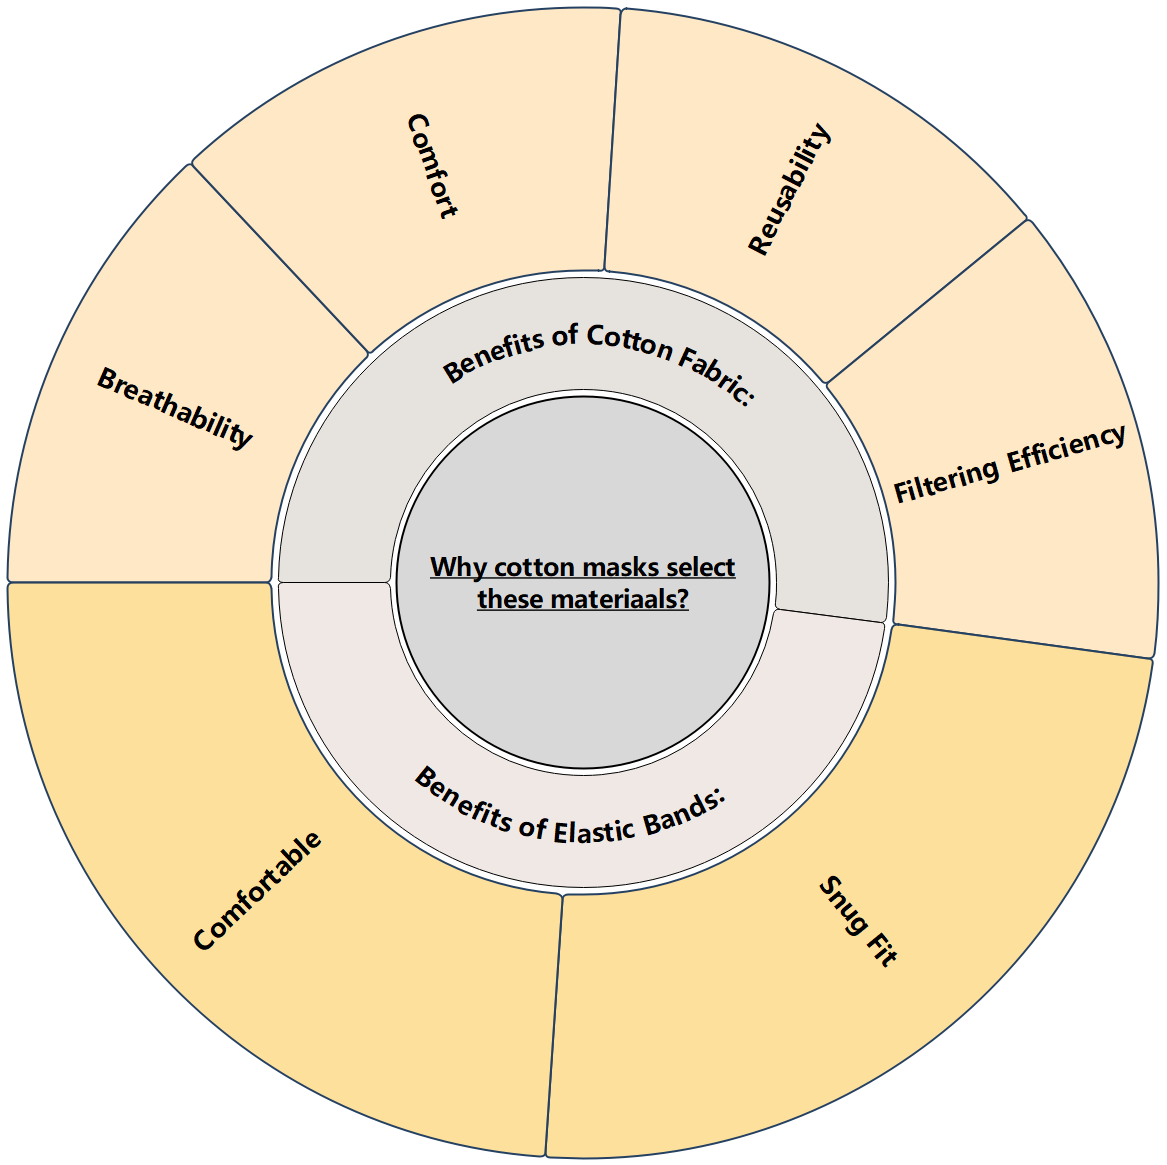 Why cotton masks select
these materiaals?
Benefits of Cotton Fabric:
Breathability
Comfort
Reusability
Filtering Efficiency
Benefits of Elastic Bands:
Comfortable
Snug Fit